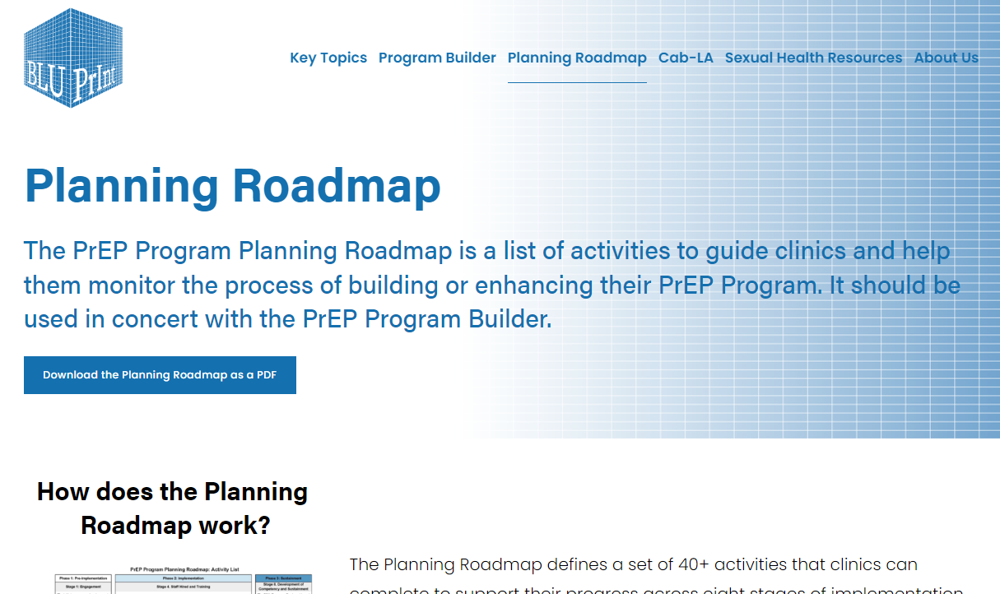 BLUPrInt
Key Topics Program Builder Planning Roadmap Cab-LA Sexual Health Resources About Us
Planning Roadmap
The PrEP Program Planning Roadmap is a list of activities to guide clinics and help
them monitor the process of building or enhancing their PrEP Program. It should be
used in concert with the PrEP Program Builder.
Download the Planning Roadmap as a PDF
How does the Planning
Roadmap work?
PrEP Program Planning Roadmap: Activity List
Phase 1: Pre-Implementation Phase 2: Implementation Phase 3: Sustainment
Stage 1: Engagement Stage 4. Staff Hired and Training Stage 6. Development of
Competency and Sustainment
The Planning Roadmap defines a set of 40+ activities that clinics can
complete to support their progress across eight stages of implementation